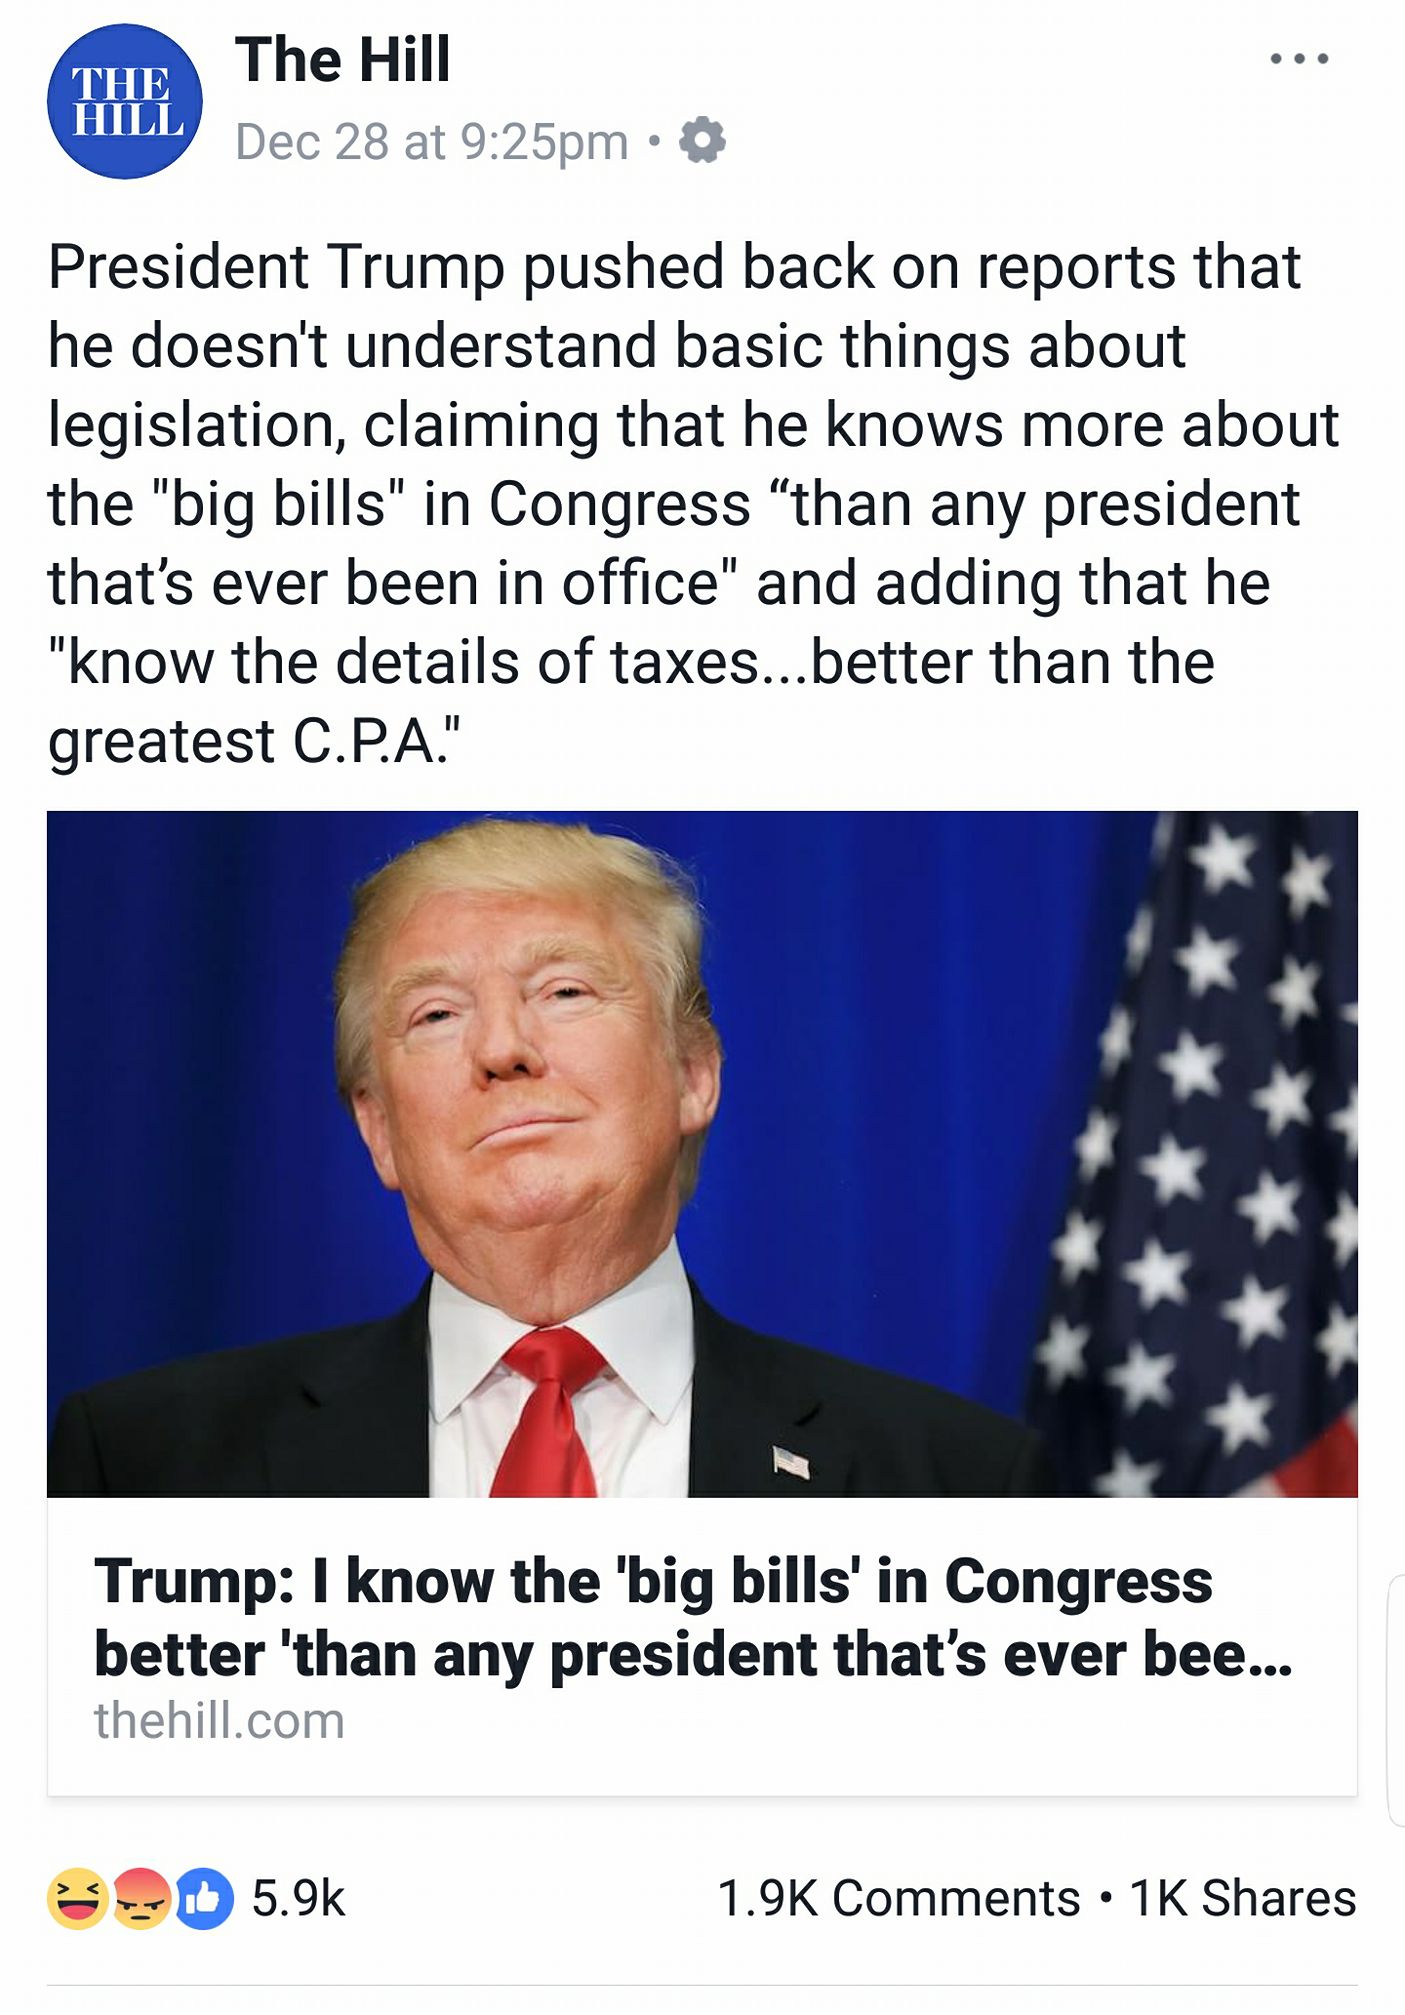 THE
HILL
The Hill
Dec 28 at 9:25pm •
President Trump pushed back on reports that
he doesn't understand basic things about
legislation, claiming that he knows more about
the "big bills" in Congress “than any president
that’s ever been in office" and adding that he
"know the details of taxes...better than the
greatest C.P.A."
Trump: I know the 'big bills' in Congress
better 'than any president that’s ever bee...
thehill.com
5.9k
1.9K Comments • 1K Shares